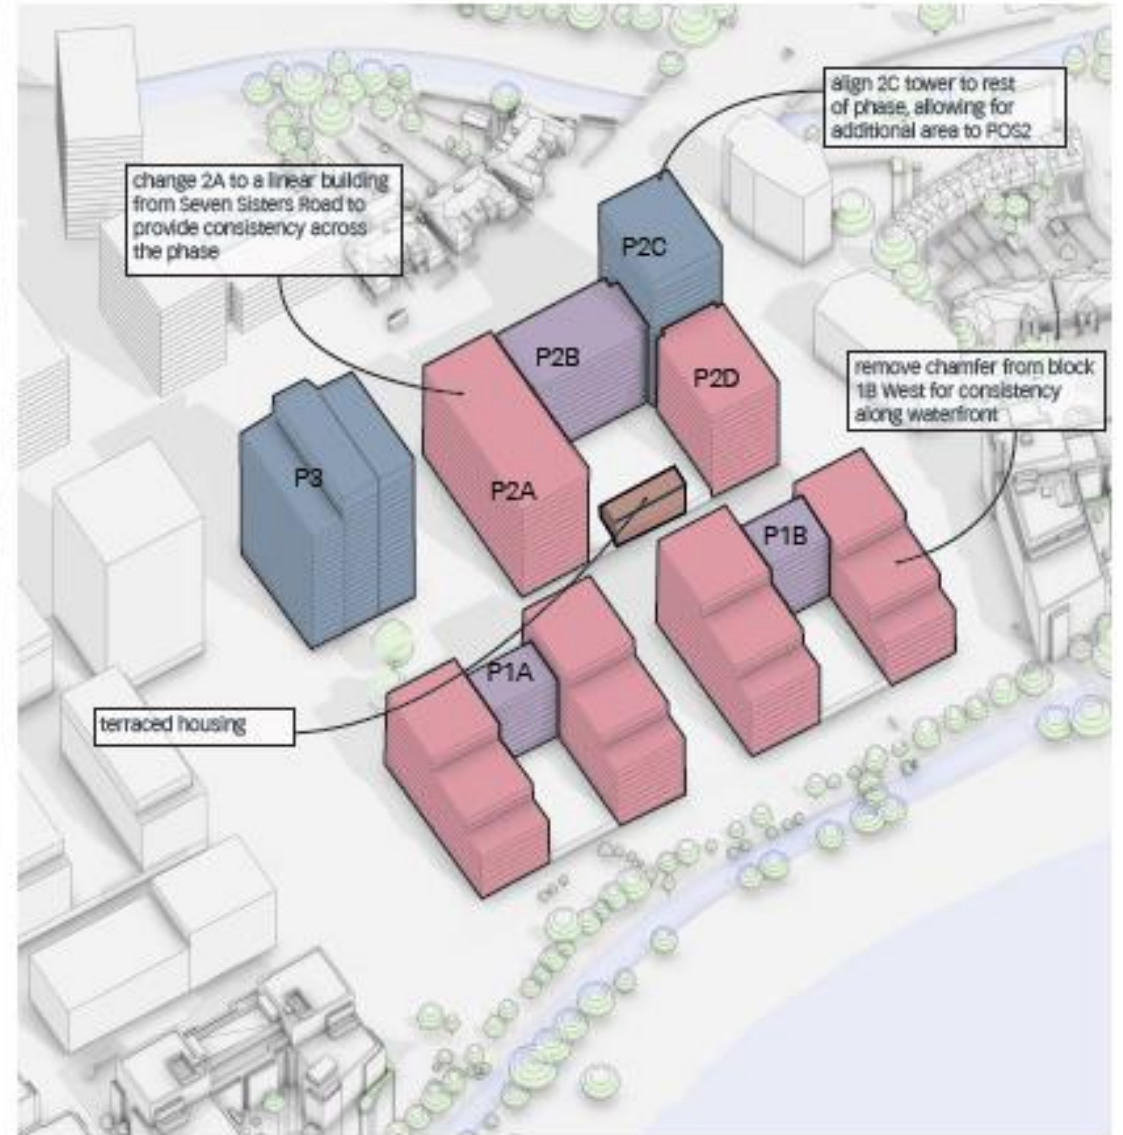 align 2C tower to rest
of phase, allowing for
additional area to POS2
change 2A to a linear building
from Seven Sisters Road to
provide consistency across
the phase
P2C
P2B
P2D
remove chamfer from block
1B West for consistency
along waterfront
P3
P2A
P1B
P1A
terraced housing